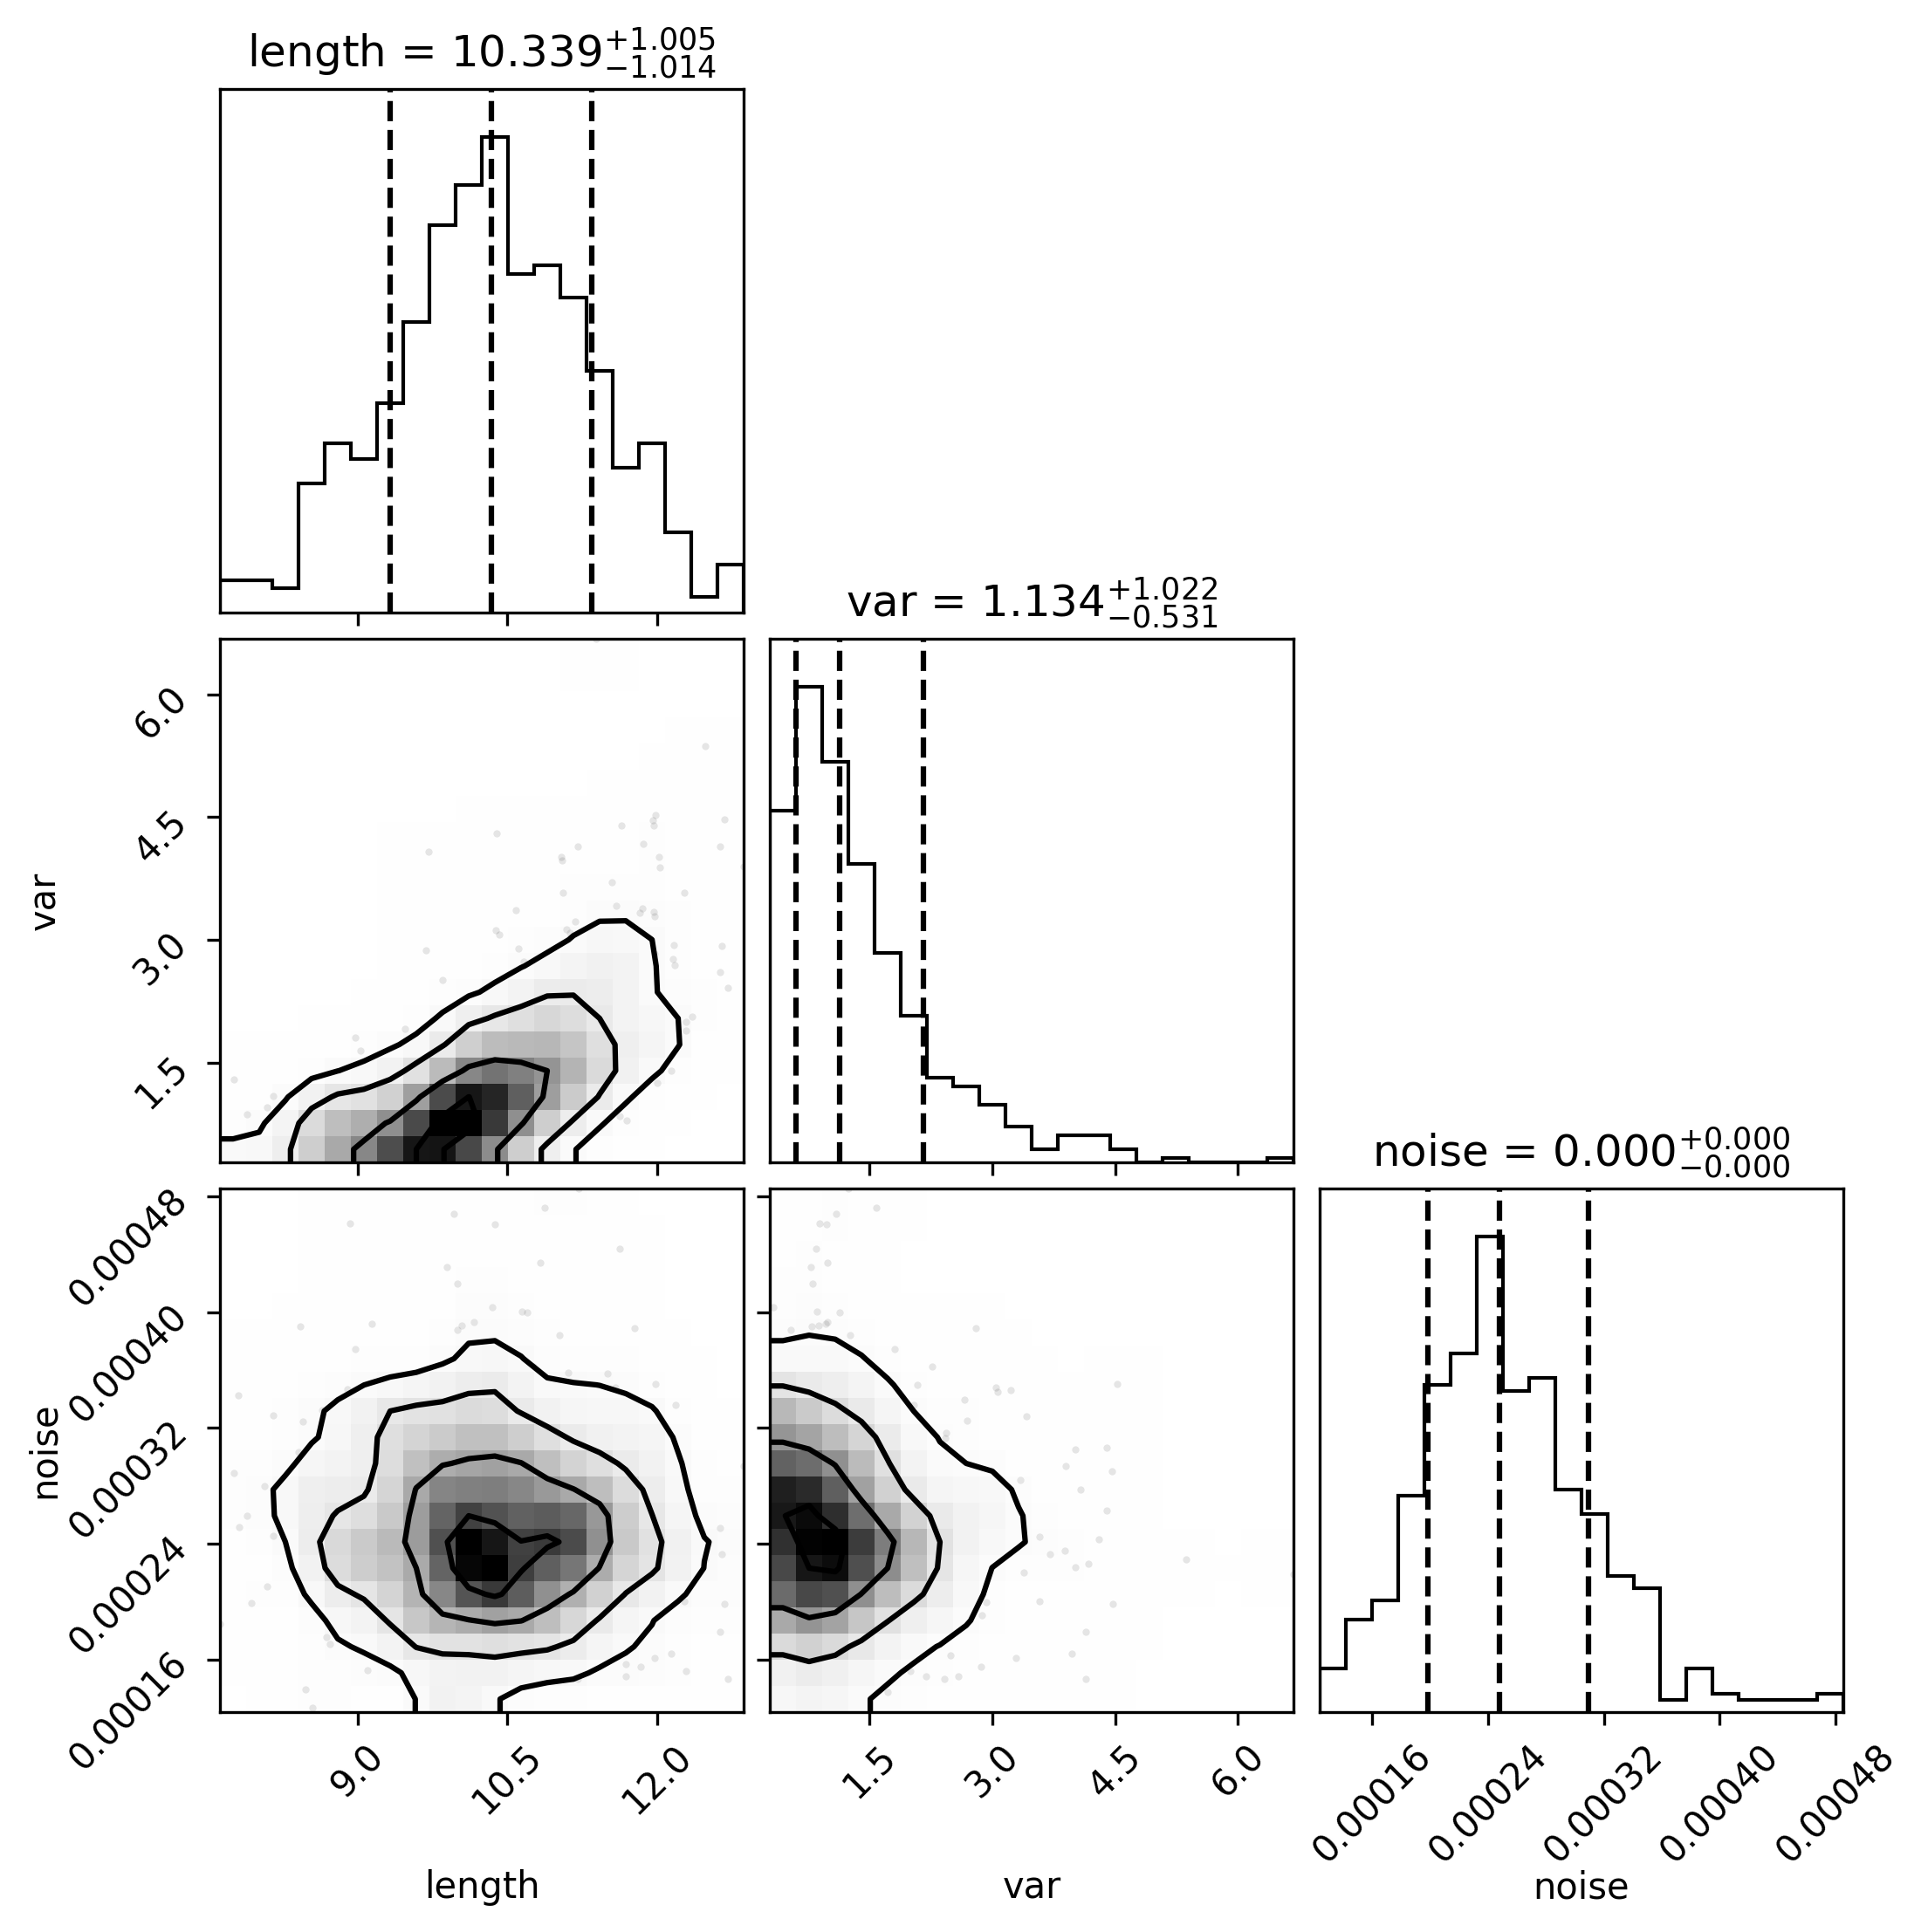 length = 10.339+1.005−1.014
var = 1.134+1.022−0.531
6.0
4.5
3.0
1.5
var
noise = 0.000+0.000−0.000
0.00048
0.00040
0.00032
0.00024
0.00016
noise
9.0 10.5 12.0
1.5 3.0 4.5 6.0
0.00016 0.00024 0.00032 0.00040 0.00048
length var noise